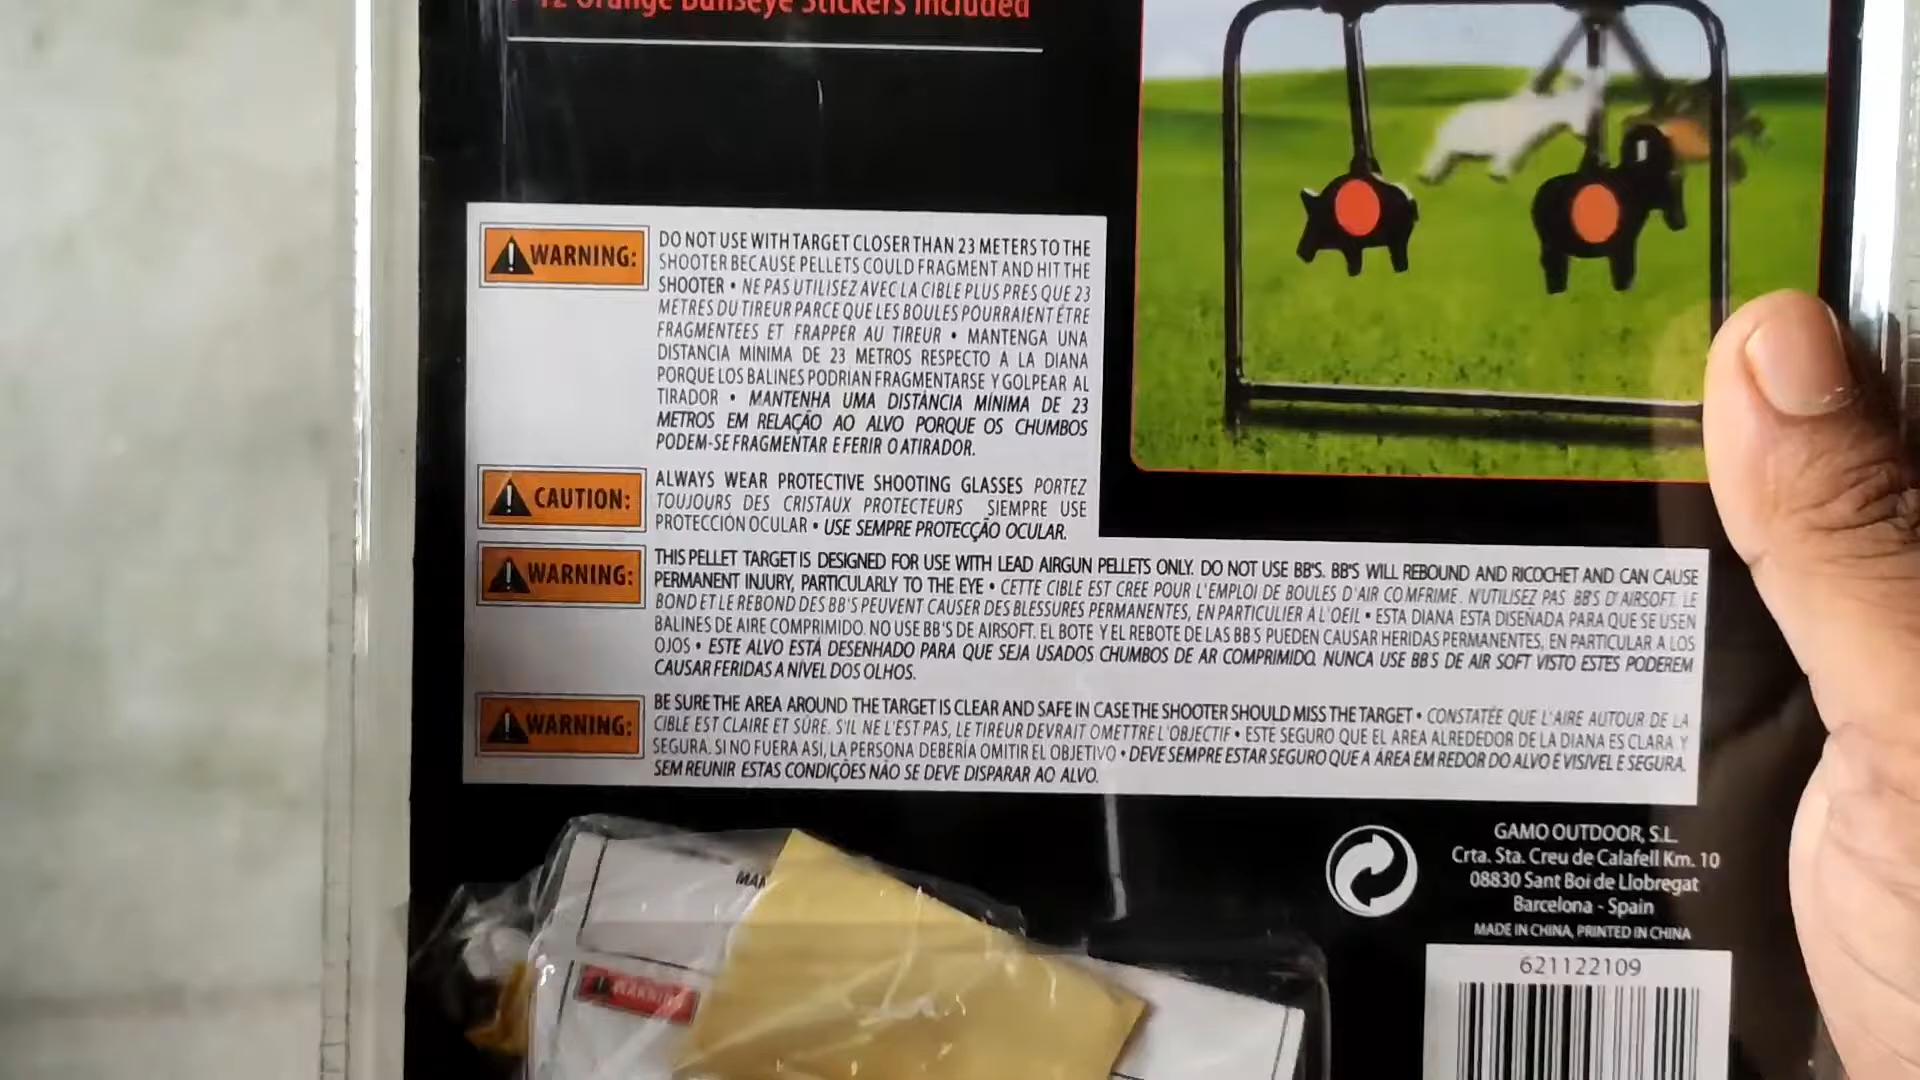 12 Orange Bullseye Stickers Included
WARNING:
DO NOT USE WITH TARGET CLOSER THAN 23 METERS TO THE
SHOOTER BECAUSE PELLETS COULD FRAGMENT AND HIT THE
SHOOTER • NE PAS UTILISEZ AVEC LA CIBLE PLUS PRES QUE 23
METRES DU TIREUR PARCE QUE LES BOULES POURRAIENT ÊTRE
FRAGMENTEES ET FRAPPER AU TIREUR • MANTENGA UNA
DISTANCIA MINIMA DE 23 METROS RESPECTO A LA DIANA
PORQUE LOS BALINES PODRIAN FRAGMENTARSE Y GOLPEAR AL
TIRADOR • MANTENHA UMA DISTÂNCIA MÍNIMA DE 23
METROS EM RELAÇÃO AO ALVO PORQUE OS CHUMBOS
PODEM-SE FRAGMENTAR E FERIR O ATIRADOR.
CAUTION:
ALWAYS WEAR PROTECTIVE SHOOTING GLASSES PORTEZ
TOUJOURS DES CRISTAUX PROTECTEURS SIEMPRE USE
PROTECCIÓN OCULAR • USE SEMPRE PROTECÇÃO OCULAR.
WARNING:
THIS PELLET TARGET IS DESIGNED FOR USE WITH LEAD AIRGUN PELLETS ONLY. DO NOT USE BB'S. BB'S WILL REBOUND AND RICOCHET AND CAN CAUSE
PERMANENT INJURY, PARTICULARLY TO THE EYE • CETTE CIBLE EST CREE POUR L'EMPLOI DE BOULES D'AIR COMFRIME. N'UTILISEZ PAS BB'S D'AIRSOFT. LE
BOND ET LE REBOND DES BB'S PEUVENT CAUSER DES BLESSURES PERMANENTES, EN PARTICULIER À L'OEIL • ESTA DIANA ESTA DISEÑADA PARA QUE SE USEN
BALINES DE AIRE COMPRIMIDO. NO USE BB'S DE AIRSOFT. EL BOTE Y EL REBOTE DE LAS BB S PUEDEN CAUSAR HERIDAS PERMANENTES, EN PARTICULAR A LOS
OJOS • ESTE ALVO ESTÁ DESENHADO PARA QUE SEJA USADOS CHUMBOS DE AR COMPRIMIDO. NUNCA USE BB S DE AIR SOFT VISTO ESTES PODEREM
CAUSAR FERIDAS A NÍVEL DOS OLHOS.
WARNING:
BE SURE THE AREA AROUND THE TARGET IS CLEAR AND SAFE IN CASE THE SHOOTER SHOULD MISS THE TARGET • CONSTATÉE QUE L'AIRE AUTOUR DE LA
CIBLE EST CLAIRE ET SÛRE. S'IL NE L'EST PAS, LE TIREUR DEVRAIT OMETTRE L'OBJECTIF • ESTE SEGURO QUE EL AREA ALREDEDOR DE LA DIANA ES CLARA Y
SEGURA. SI NO FUERA ASI, LA PERSONA DEBERÍA OMITIR EL OBJETIVO • DEVE SEMPRE ESTAR SEGURO QUE A ÁREA EM REDOR DO ALVO E VISIVEL E SEGURA.
SEM REUNIR ESTAS CONDIÇÕES NÃO SE DEVE DISPARAR AO ALVO.
GAMO OUTDOOR, S.L.
Crta. Sta. Creu de Calafell Km. 10
08830 Sant Boi de Llobregat
Barcelona - Spain
MADE IN CHINA, PRINTED IN CHINA
621122109
WARNING